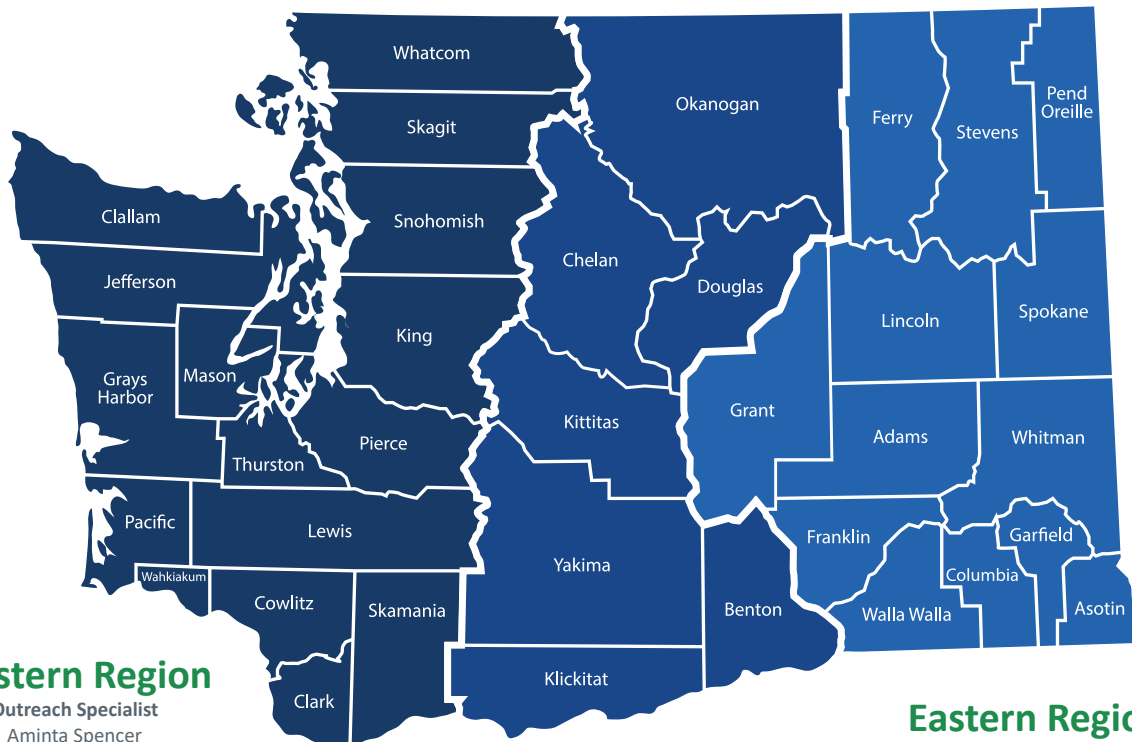 Whatcom
Okanogan
Ferry
Stevens
Pend
Oreille
Skagit
Clallam
Snohomish
Chelan
Jefferson
Douglas
King
Lincoln
Spokane
Grays
Harbor
Mason
Kittitas
Grant
Adams
Whitman
Pierce
Thurston
Pacific
Lewis
Franklin
Garfield
Wahkiakum
Yakima
Columbia
Cowlitz
Skamania
Benton
Walla Walla
Asotin
Klickitat
Clark
stern Region
Outreach Specialist
Aminta Spencer
Eastern Regio